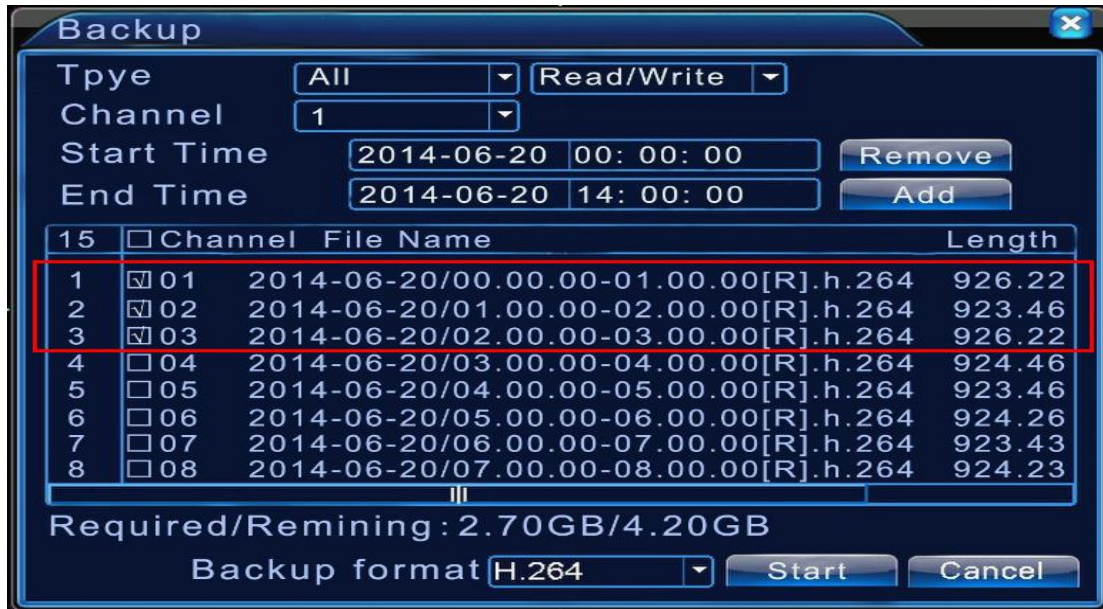 Backup
Tpye All Read/Write
Channel 1
Start Time 2014-06-20 00: 00: 00 Remove
End Time 2014-06-20 14: 00: 00 Add
15 Channel File Name Length
1 01 2014-06-20/00.00.00-01.00.00[R].h.264 926.22
2 02 2014-06-20/01.00.00-02.00.00[R].h.264 923.46
3 03 2014-06-20/02.00.00-03.00.00[R].h.264 926.22
4 04 2014-06-20/03.00.00-04.00.00[R].h.264 924.46
5 05 2014-06-20/04.00.00-05.00.00[R].h.264 923.46
6 06 2014-06-20/05.00.00-06.00.00[R].h.264 924.26
7 07 2014-06-20/06.00.00-07.00.00[R].h.264 923.43
8 08 2014-06-20/07.00.00-08.00.00[R].h.264 924.23
Required/Remining:2.70GB/4.20GB
Backup format H.264 Start Cancel